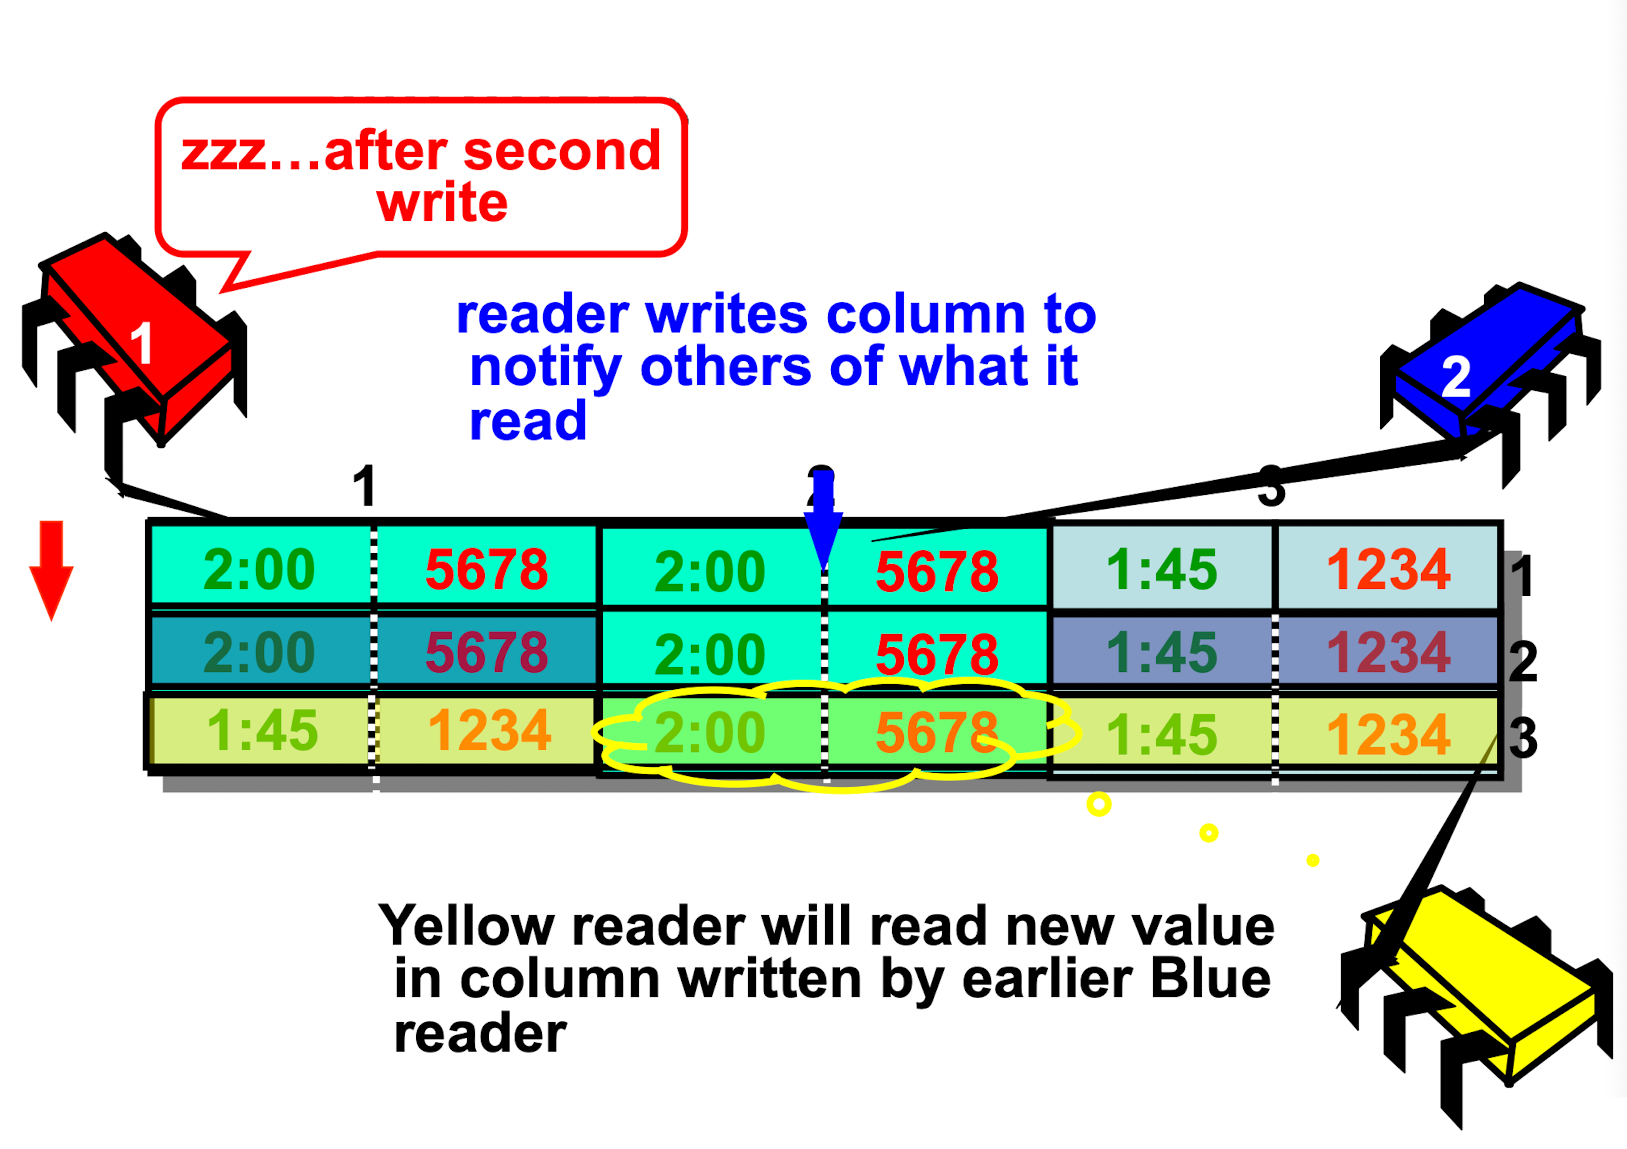 zzz…after second
write
1
reader writes column to
notify others of what it
read
2
1 2 3
2:00 5678 2:00 5678 1:45 1234 1
2:00 5678 2:00 5678 1:45 1234 2
1:45 1234 2:00 5678 1:45 1234 3
Yellow reader will read new value
in column written by earlier Blue
reader